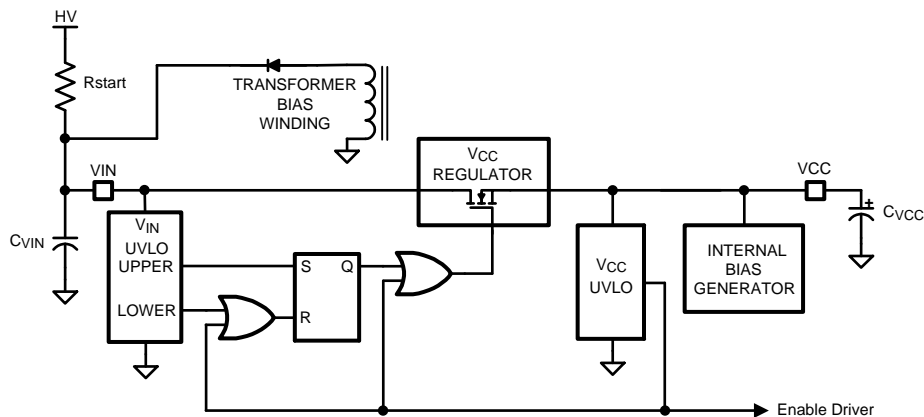 HV
Rstart
TRANSFORMER
BIAS
WINDING
VIN
VCC
REGULATOR
VCC
CVIN
VIN
UVLO
UPPER
LOWER
S
Q
R
VCC
UVLO
INTERNAL
BIAS
GENERATOR
+
CVCC
Enable Driver